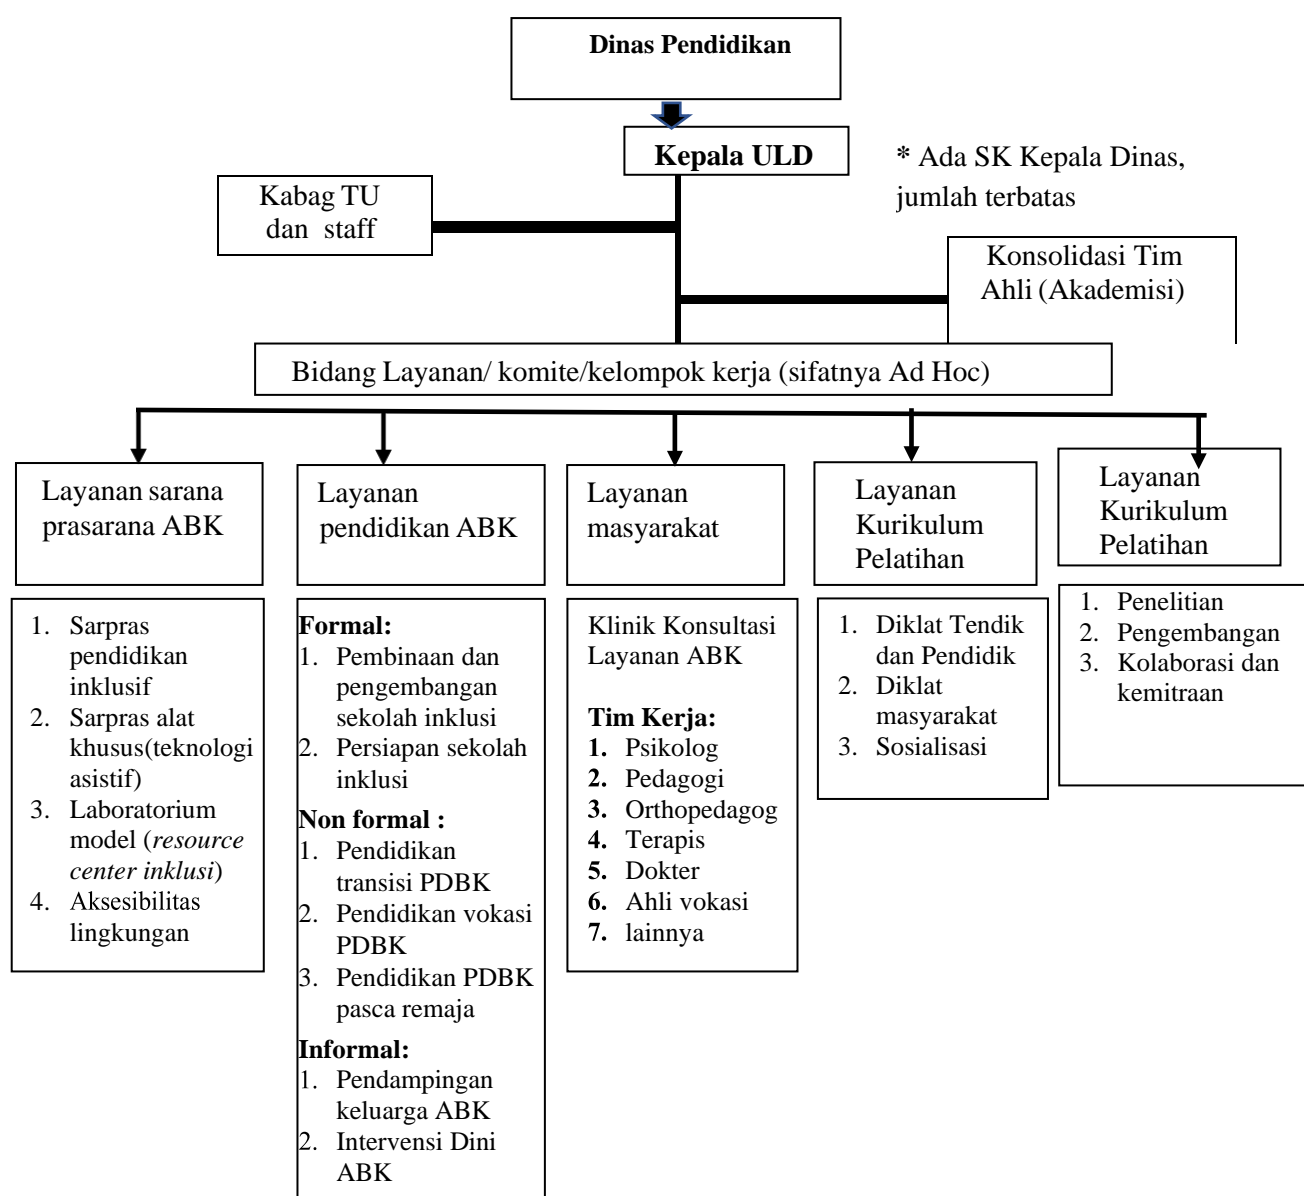 Dinas Pendidikan
Kepala ULD
* Ada SK Kepala Dinas,
jumlah terbatas
Kabag TU
dan staff
Konsolidasi Tim
Ahli (Akademisi)
Bidang Layanan/ komite/kelompok kerja (sifatnya Ad Hoc)
Layanan sarana
prasarana ABK
Layanan
pendidikan ABK
Layanan
masyarakat
Layanan
Kurikulum
Pelatihan
Layanan
Kurikulum
Pelatihan
1. Sarpras
pendidikan
inklusif
2. Sarpras alat
khusus(teknologi
asistif)
3. Laboratorium
model (resource
center inklusi)
4. Aksesibilitas
lingkungan
Formal:
1. Pembinaan dan
pengembangan
sekolah inklusi
2. Persiapan sekolah
inklusi
Non formal :
1. Pendidikan
transisi PDBK
2. Pendidikan vokasi
PDBK
3. Pendidikan PDBK
pasca remaja
Informal:
1. Pendampingan
keluarga ABK
2. Intervensi Dini
ABK
Klinik Konsultasi
Layanan ABK
Tim Kerja:
1. Psikolog
2. Pedagogi
3. Orthopedagog
4. Terapis
5. Dokter
6. Ahli vokasi
7. lainnya
1. Diklat Tendik
dan Pendidik
2. Diklat
masyarakat
3. Sosialisasi
1. Penelitian
2. Pengembangan
3. Kolaborasi dan
kemitraan